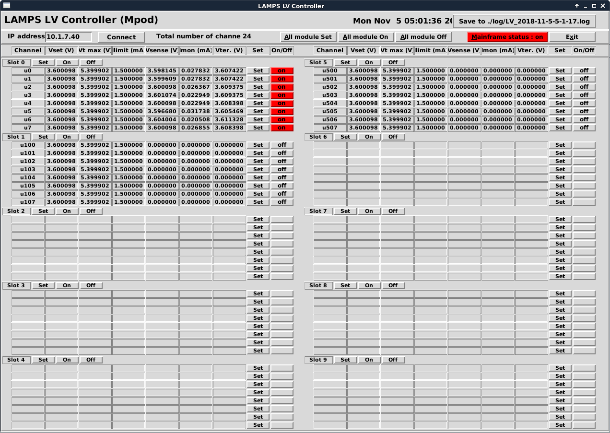 LAMPS LV Controller (Mpod)
LAMPS LV Controller (Mpod)
Mon Nov 5 05:01:36 20
Save to ./log/LV_2018-11-5-5-1-17.log
IP address 10.1.7.40 Connect Total number of channe 24 All module Set All module On All module Off Mainframe status : on Exit
Channel Vset (V) Vt max (V) limit (mA) Vsense (V) mon (mA) Vter. (V) Set On/Off
Slot 0 Set On Off
u0 3.600098 5.399902 1.500000 3.598145 0.027832 3.607422 Set on
u1 3.600098 5.399902 1.500000 3.599609 0.027832 3.609375 Set on
u2 3.600098 5.399902 1.500000 3.600098 0.026367 3.609375 Set on
u3 3.600098 5.399902 1.500000 3.601074 0.022949 3.609375 Set on
u4 3.600098 5.399902 1.500000 3.600098 0.022949 3.608398 Set on
u5 3.600098 5.399902 1.500000 3.596680 0.031738 3.605469 Set on
u6 3.600098 5.399902 1.500000 3.604004 0.020508 3.611328 Set on
u7 3.600098 5.399902 1.500000 3.600098 0.026855 3.608398 Set on
Slot 1 Set On Off
u100 3.600098 5.399902 1.500000 0.000000 0.000000 0.000000 Set off
u101 3.600098 5.399902 1.500000 0.000000 0.000000 0.000000 Set off
u102 3.600098 5.399902 1.500000 0.000000 0.000000 0.000000 Set off
u103 3.600098 5.399902 1.500000 0.000000 0.000000 0.000000 Set off
u104 3.600098 5.399902 1.500000 0.000000 0.000000 0.000000 Set off
u105 3.600098 5.399902 1.500000 0.000000 0.000000 0.000000 Set off
u106 3.600098 5.399902 1.500000 0.000000 0.000000 0.000000 Set off
u107 3.600098 5.399902 1.500000 0.000000 0.000000 0.000000 Set off
Slot 2 Set On Off
Set
Set
Set
Set
Set
Set
Set
Set
Slot 3 Set On Off
Set
Set
Set
Set
Set
Set
Set
Set
Slot 4 Set On Off
Set
Set
Set
Set
Set
Set
Set
Set
Channel Vset (V) Vt max (V) limit (mA) Vsense (V) mon (mA) Vter. (V) Set On/Off
Slot 5 Set On Off
u500 3.600098 5.399902 1.500000 0.000000 0.000000 0.000000 Set off
u501 3.600098 5.399902 1.500000 0.000000 0.000000 0.000000 Set off
u502 3.600098 5.399902 1.500000 0.000000 0.000000 0.000000 Set off
u503 3.600098 5.399902 1.500000 0.000000 0.000000 0.000000 Set off
u504 3.600098 5.399902 1.500000 0.000000 0.000000 0.000000 Set off
u505 3.600098 5.399902 1.500000 0.000000 0.000000 0.000000 Set off
u506 3.600098 5.399902 1.500000 0.000000 0.000000 0.000000 Set off
u507 3.600098 5.399902 1.500000 0.000000 0.000000 0.000000 Set off
Slot 6 Set On Off
Set
Set
Set
Set
Set
Set
Set
Set
Slot 7 Set On Off
Set
Set
Set
Set
Set
Set
Set
Set
Slot 8 Set On Off
Set
Set
Set
Set
Set
Set
Set
Set
Slot 9 Set On Off
Set
Set
Set
Set
Set
Set
Set
Set